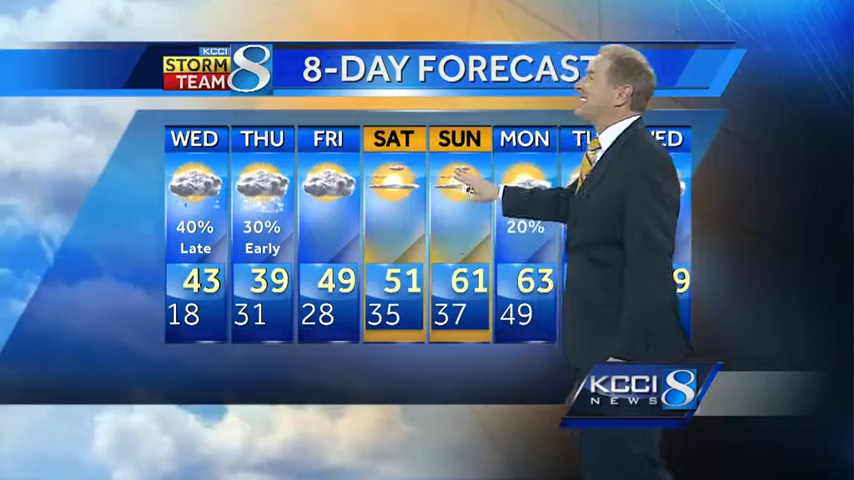 KCCI
STORM
TEAM 8
8-DAY FORECAST
WED THU FRI SAT SUN MON
40% 30% 20%
Late Early
43 39 49 51 61 63
18 31 28 35 37 49
KCCI 8
NEWS